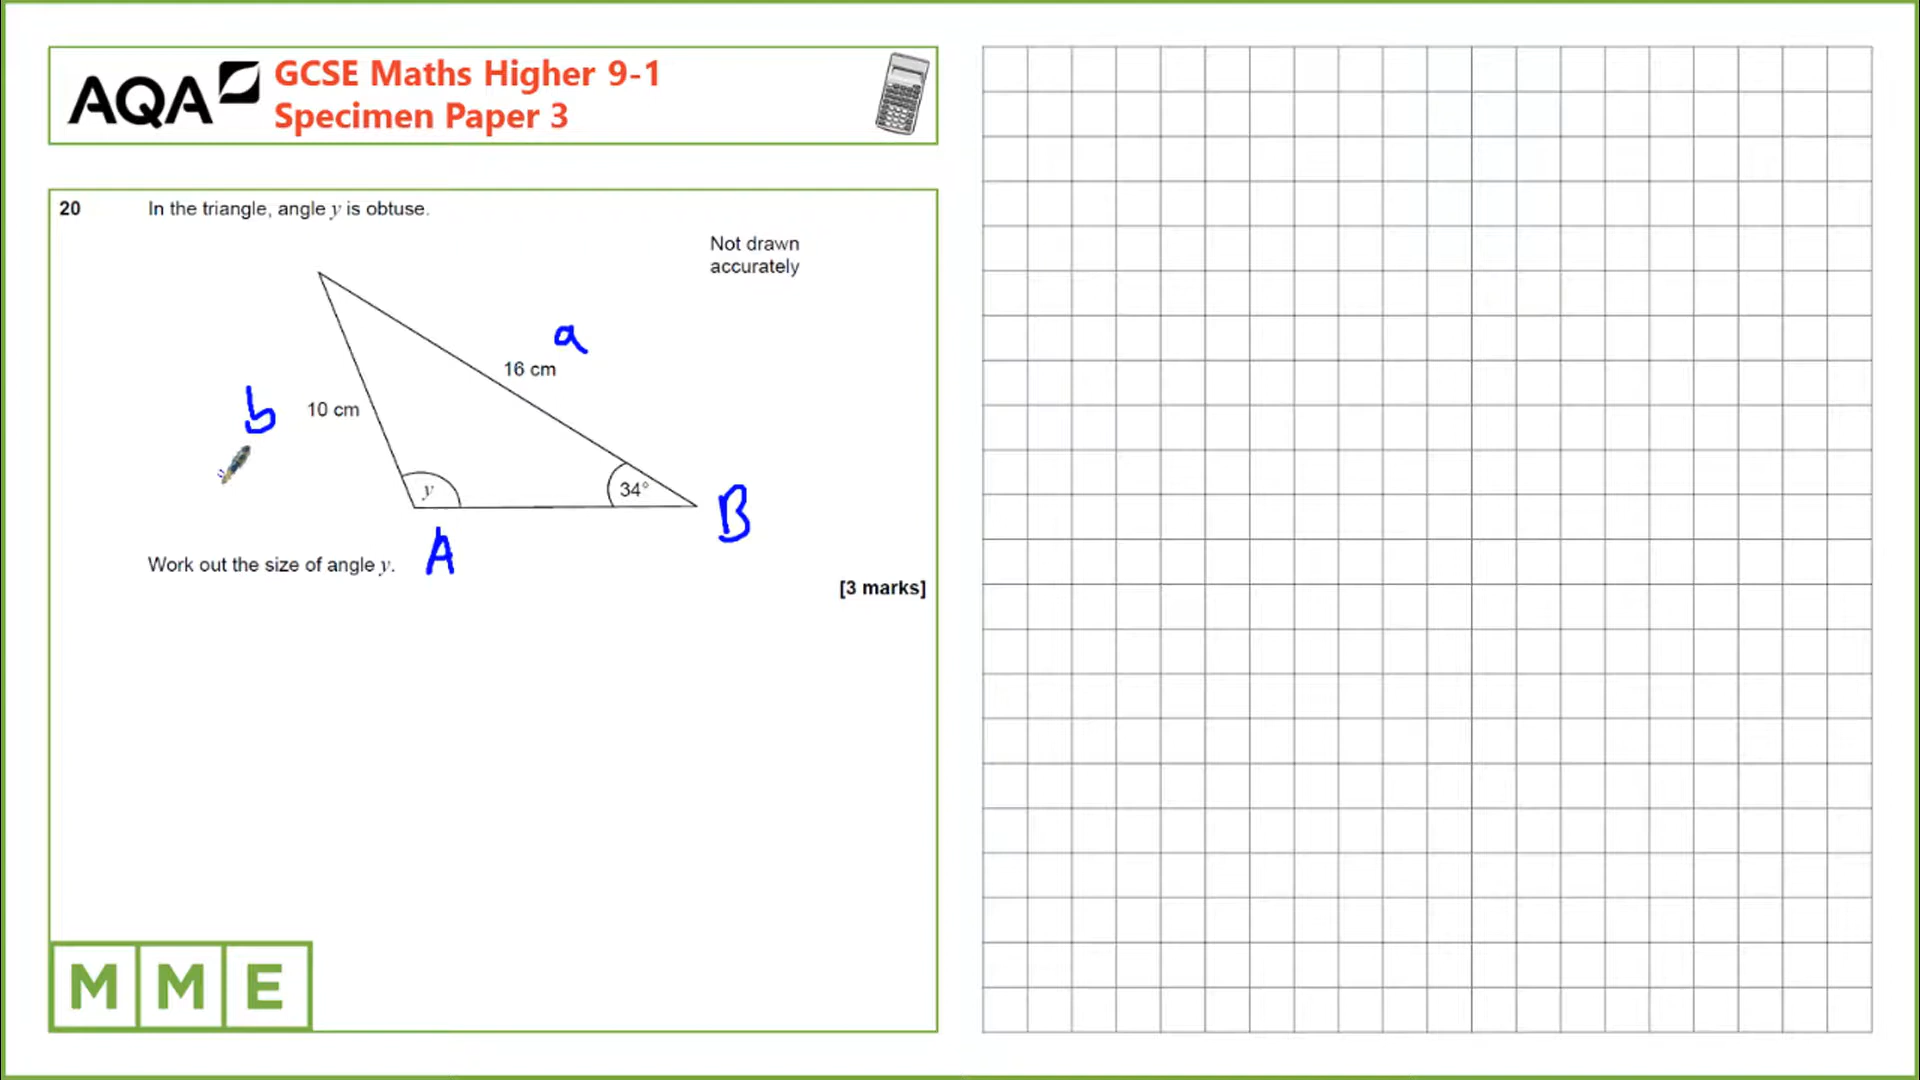 AQA
GCSE Maths Higher 9-1
Specimen Paper 3
20 In the triangle, angle y is obtuse.
Not drawn
accurately
a
16 cm
b
10 cm
y
34°
B
A
Work out the size of angle y.
[3 marks]
MME